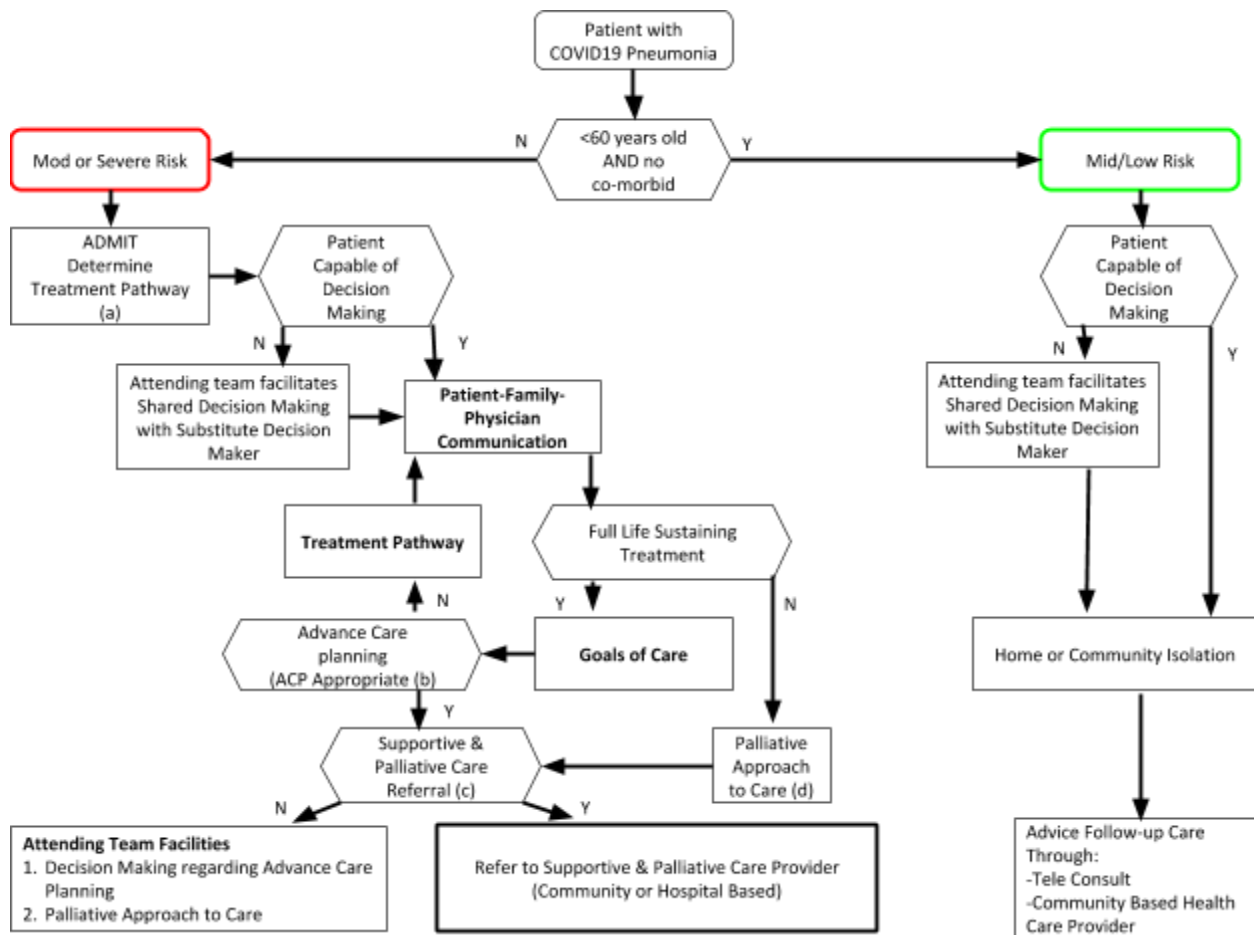 Patient with
COVID19 Pneumonia
<60 years old
AND no
co-morbid
N
Y
Mod or Severe Risk
Mid/Low Risk
ADMIT
Determine
Treatment Pathway
(a)
Patient
Capable of
Decision
Making
Patient
Capable of
Decision
Making
N
Y
N
Y
Attending team facilitates
Shared Decision Making
with Substitute Decision
Maker
Patient-Family-
Physician
Communication
Attending team facilitates
Shared Decision Making
with Substitute Decision
Maker
Treatment Pathway
Full Life Sustaining
Treatment
N
Y
N
Advance Care
planning
(ACP Appropriate (b)
Goals of Care
Home or Community Isolation
Y
Supportive &
Palliative Care
Referral (c)
Palliative
Approach
to Care (d)
N
Y
Attending Team Facilities
1. Decision Making regarding Advance Care
Planning
2. Palliative Approach to Care
Refer to Supportive & Palliative Care Provider
(Community or Hospital Based)
Advice Follow-up Care
Through:
-Tele Consult
-Community Based Health
Care Provider